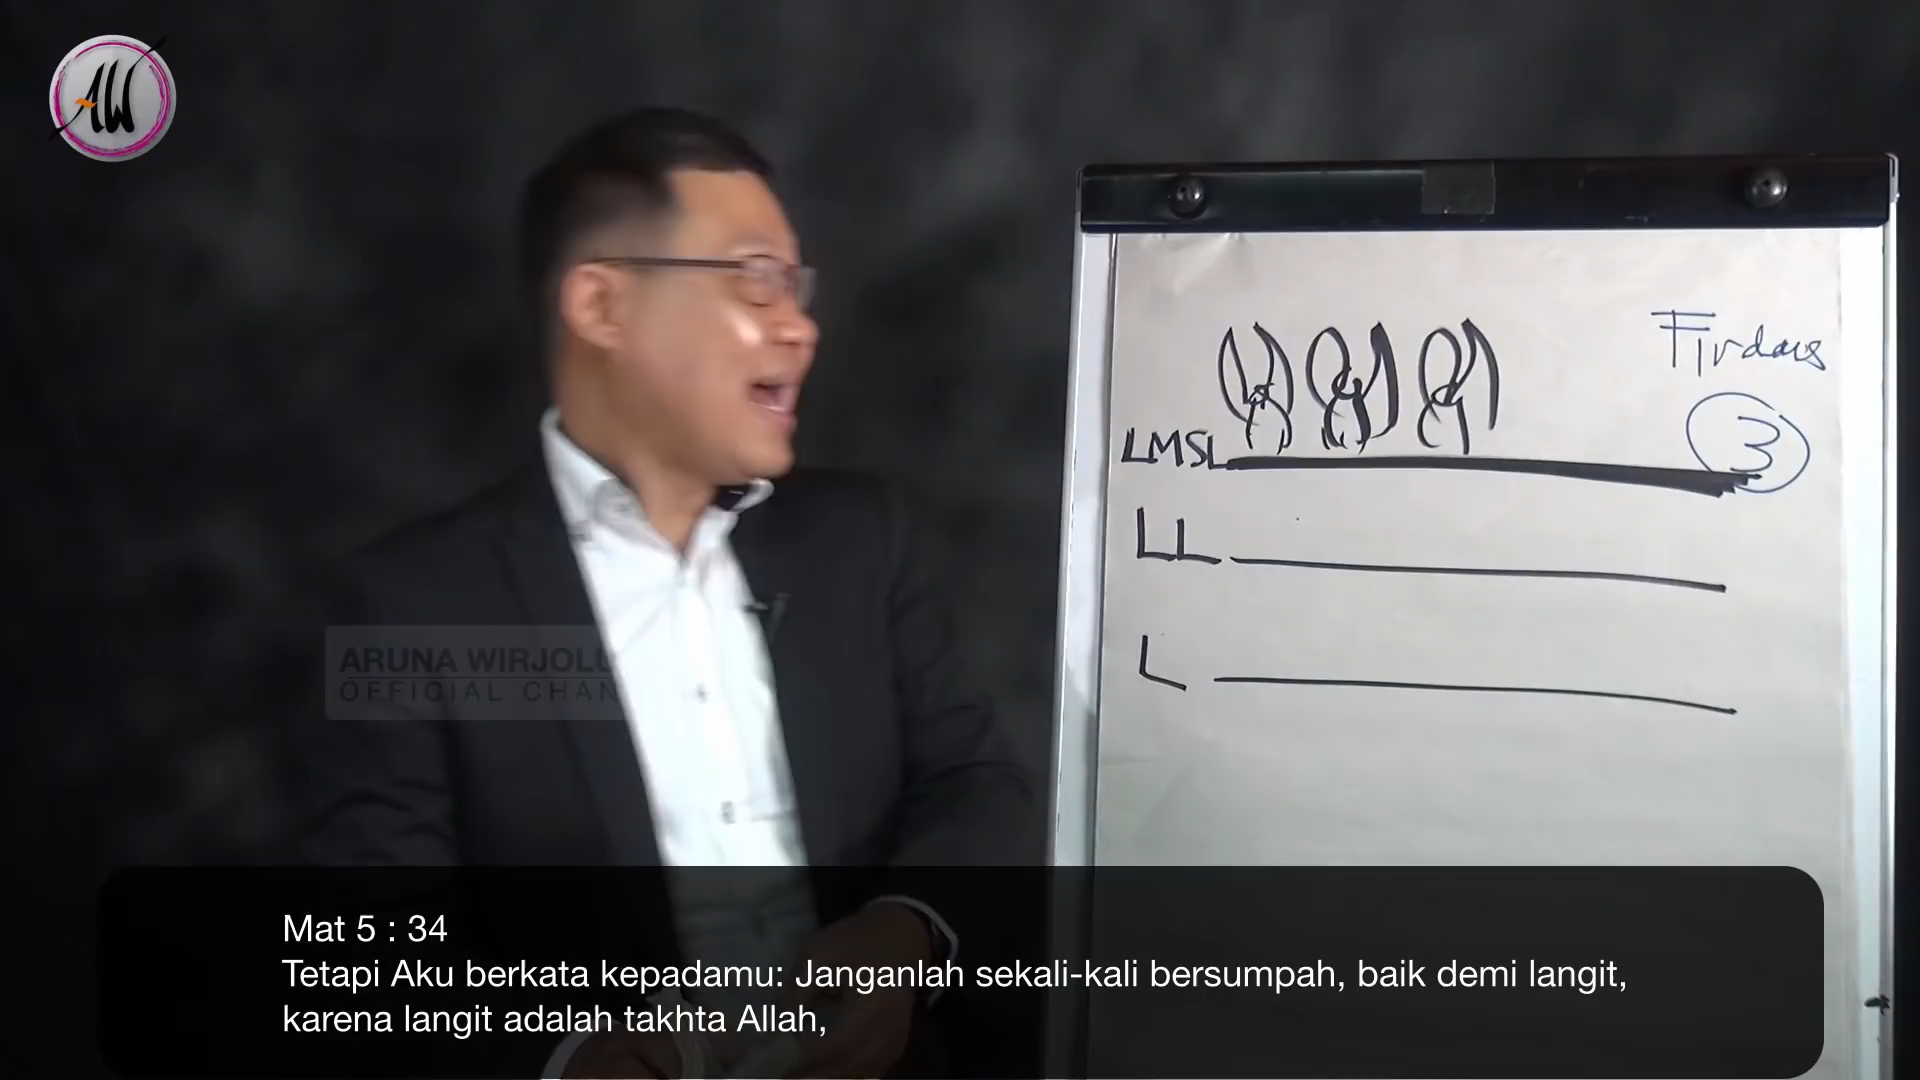 AW
ARUNA WIRJOLU
OFFICIAL CHAN
Firdaus
3
LMSL
LL
L
Mat 5 : 34
Tetapi Aku berkata kepadamu: Janganlah sekali-kali bersumpah, baik demi langit,
karena langit adalah takhta Allah,